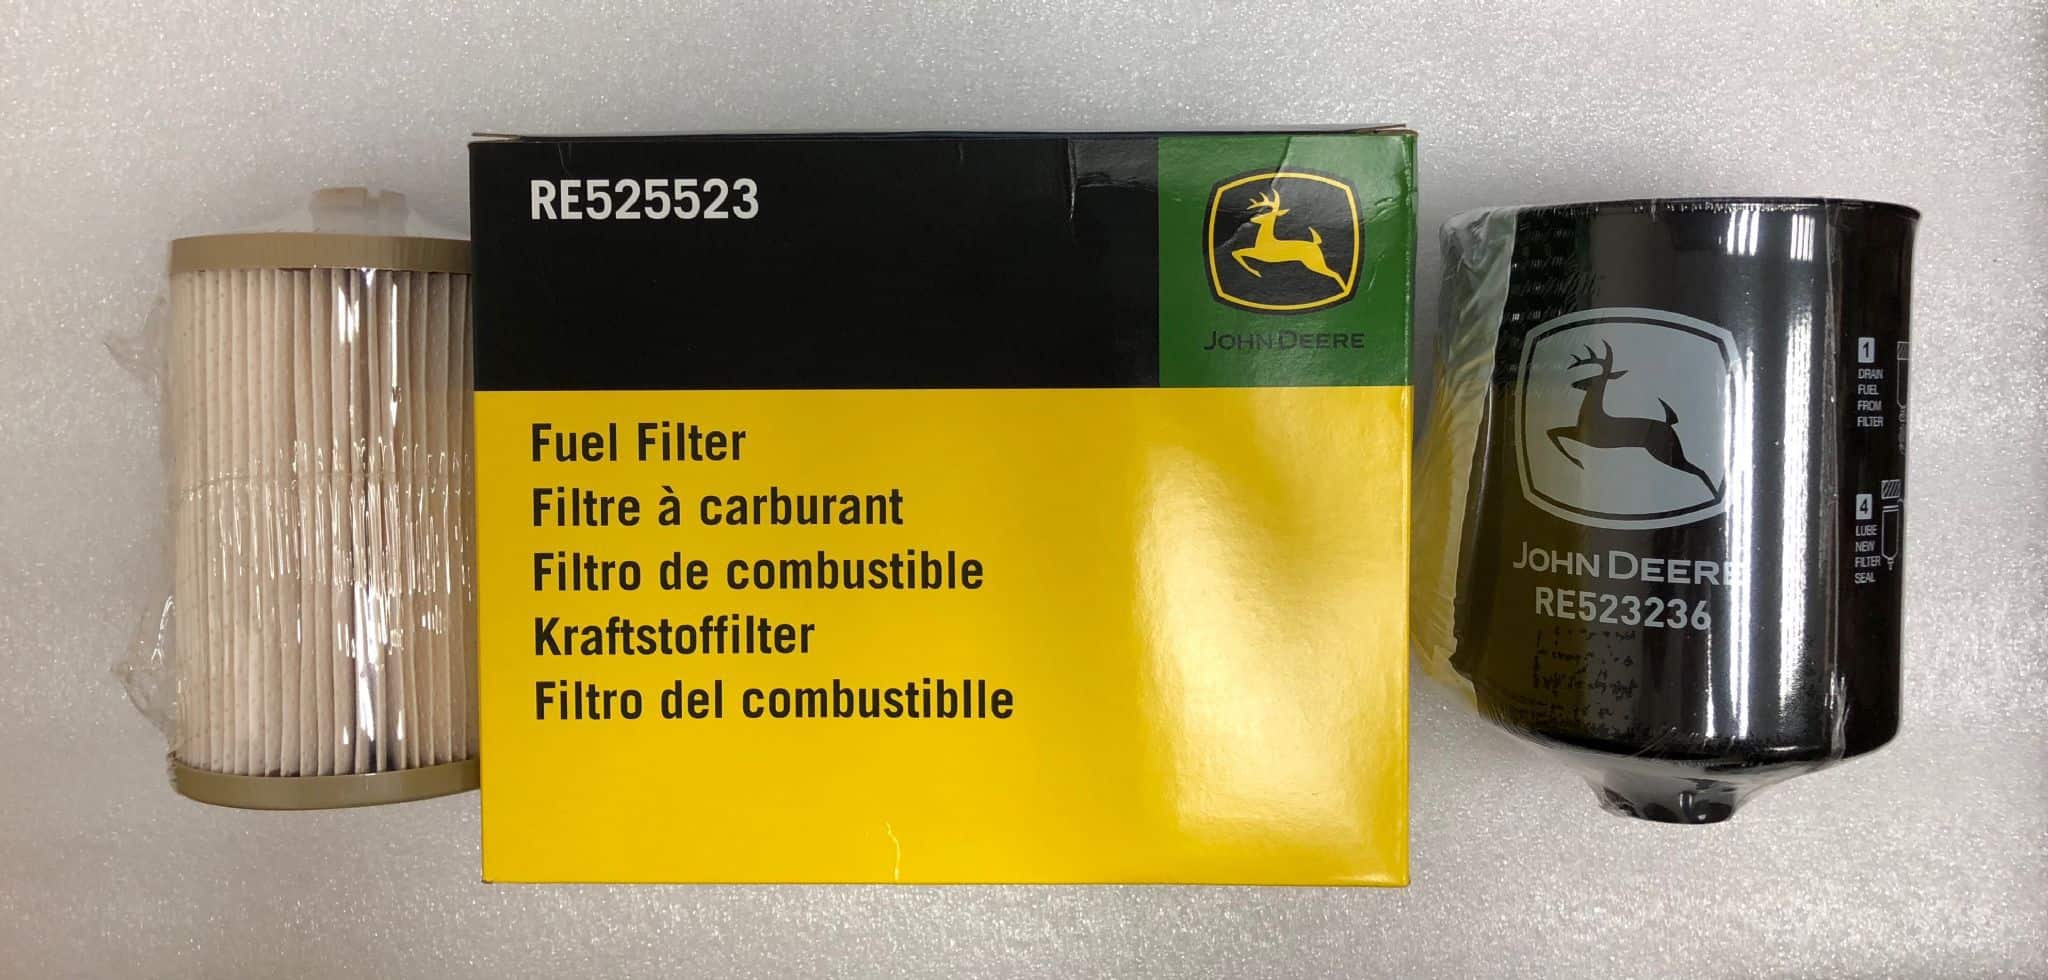 RE525523
JOHN DEERE
Fuel Filter
Filtre à carburant
Filtro de combustible
Kraftstoffilter
Filtro del combustiblle
JOHN DEERE
RE523236
1
DRAIN
FUEL
FROM
FILTER
4
LUBE
NEW
FILTER
SEAL